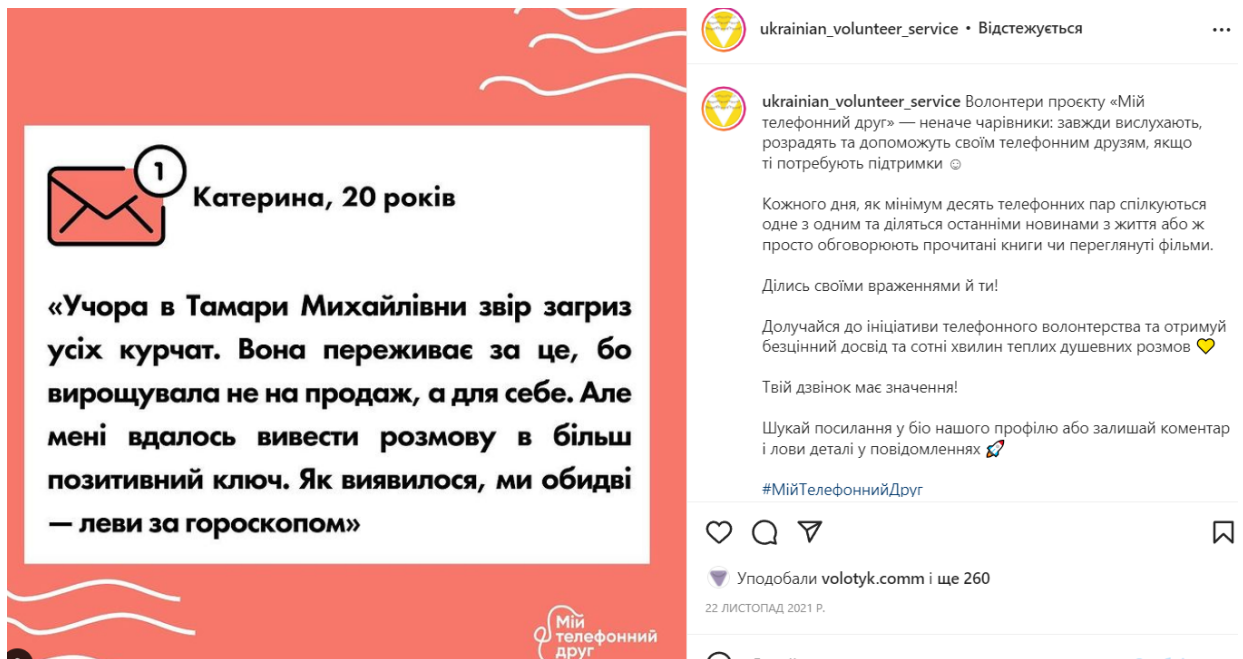 1
Катерина, 20 років
«Учора в Тамари Михайлівни звір загриз
усіх курчат. Вона переживає за це, бо
вирощувала не на продаж, а для себе. Але
мені вдалось вивести розмову в більш
позитивний ключ. Як виявилося, ми обидві
— леви за гороскопом»
Мій
телефонний
друг
ukrainian_volunteer_service • Відстежується
ukrainian_volunteer_service Волонтери проєкту «Мій
телефонний друг» — неначе чарівники: завжди вислухають,
розрадять та допоможуть своїм телефонним друзям, якщо
ті потребують підтримки ☺
Кожного дня, як мінімум десять телефонних пар спілкуються
одне з одним та діляться останніми новинами з життя або ж
просто обговорюють прочитані книги чи переглянуті фільми.
Ділись своїми враженнями й ти!
Долучайся до ініціативи телефонного волонтерства та отримуй
безцінний досвід та сотні хвилин теплих душевних розмов 💛
Твій дзвінок має значення!
Шукай посилання у біо нашого профілю або залишай коментар
і лови деталі у повідомленнях 🚀
#МійТелефоннийДруг
Уподобали volotyk.comm і ще 260
22 ЛИСТОПАД 2021 Р.